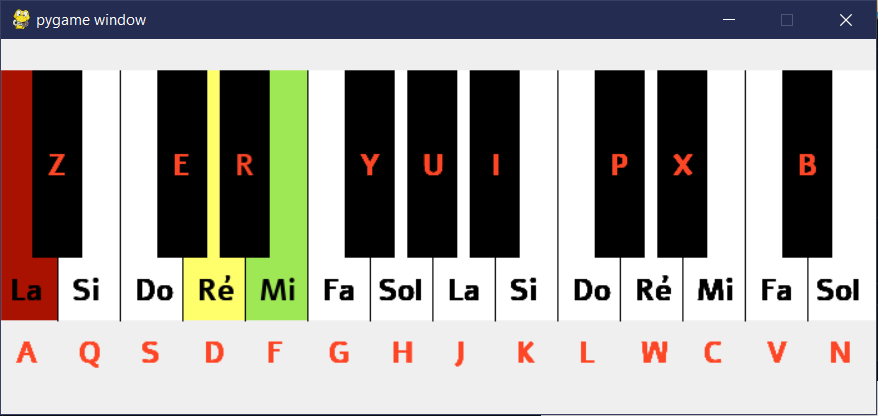 pygame window
Z E R Y U I P X B
La Si Do Ré Mi Fa Sol La Si Do Ré Mi Fa Sol
A Q S D F G H J K L W C V N